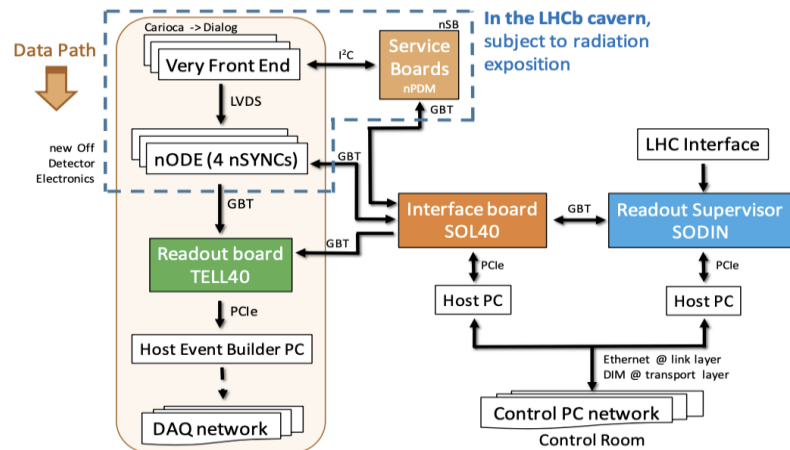 Carioca -> Dialog
nSB
In the LHCb cavern,
subject to radiation
exposition
Data Path
Very Front End
I²C
Service
Boards
nPDM
LVDS
GBT
new Off
Detector
Electronics
nODE (4 nSYNCs)
GBT
LHC Interface
GBT
Interface board
SOL40
GBT
Readout Supervisor
SODIN
Readout board
TELL40
GBT
PCIe
PCIe
PCIe
Host PC
Host PC
Host Event Builder PC
Ethernet @ link layer
DIM @ transport layer
DAQ network
Control PC network
Control Room